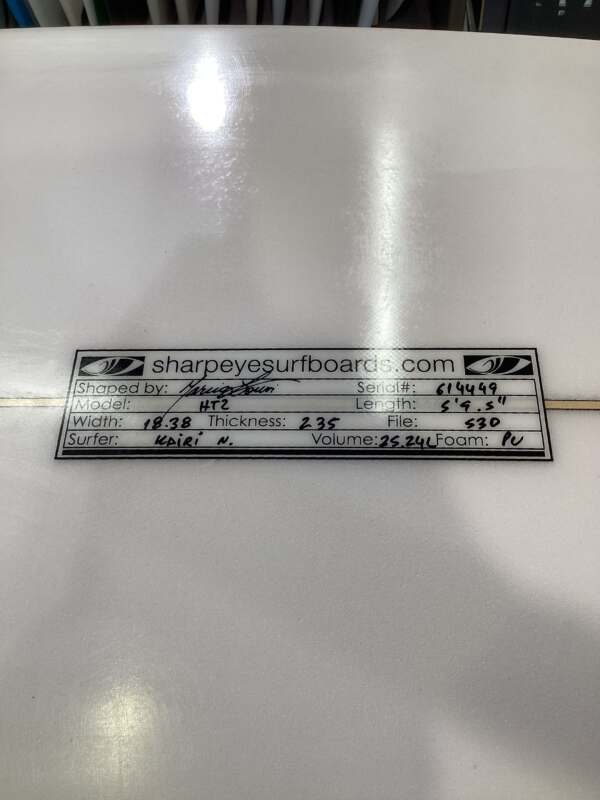 sharpeyesurfboards.com
Shaped by: Serial#: 614449
Model: HT2 Length: 5'9.5"
Width: 18.38 Thickness: 2.35 File: 530
Surfer: KAIRI N. Volume: 25.24L Foam: PU